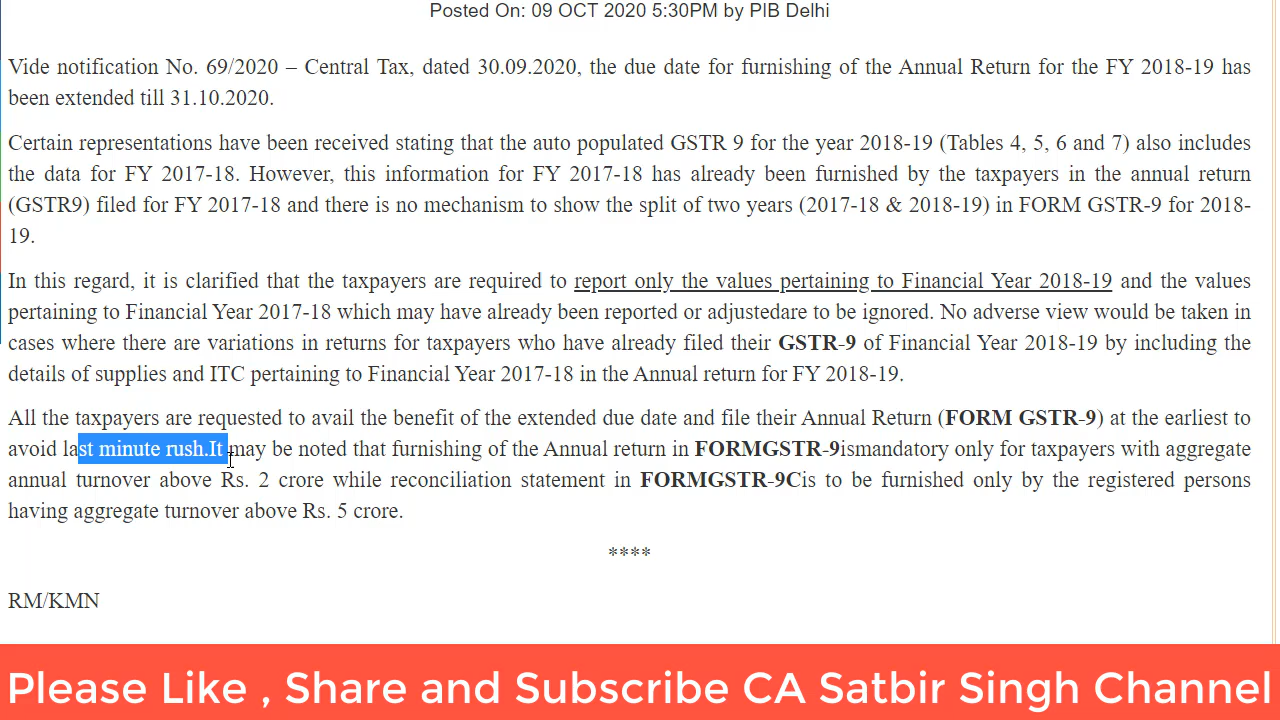 Posted On: 09 OCT 2020 5:30PM by PIB Delhi
Vide notification No. 69/2020 – Central Tax, dated 30.09.2020, the due date for furnishing of the Annual Return for the FY 2018-19 has
been extended till 31.10.2020.
Certain representations have been received stating that the auto populated GSTR 9 for the year 2018-19 (Tables 4, 5, 6 and 7) also includes
the data for FY 2017-18. However, this information for FY 2017-18 has already been furnished by the taxpayers in the annual return
(GSTR9) filed for FY 2017-18 and there is no mechanism to show the split of two years (2017-18 & 2018-19) in FORM GSTR-9 for 2018-
19.
In this regard, it is clarified that the taxpayers are required to report only the values pertaining to Financial Year 2018-19 and the values
pertaining to Financial Year 2017-18 which may have already been reported or adjustedare to be ignored. No adverse view would be taken in
cases where there are variations in returns for taxpayers who have already filed their GSTR-9 of Financial Year 2018-19 by including the
details of supplies and ITC pertaining to Financial Year 2017-18 in the Annual return for FY 2018-19.
All the taxpayers are requested to avail the benefit of the extended due date and file their Annual Return (FORM GSTR-9) at the earliest to
avoid last minute rush.It may be noted that furnishing of the Annual return in FORMGSTR-9ismandatory only for taxpayers with aggregate
annual turnover above Rs. 2 crore while reconciliation statement in FORMGSTR-9Cis to be furnished only by the registered persons
having aggregate turnover above Rs. 5 crore.
****
RM/KMN
Please Like , Share and Subscribe CA Satbir Singh Channel